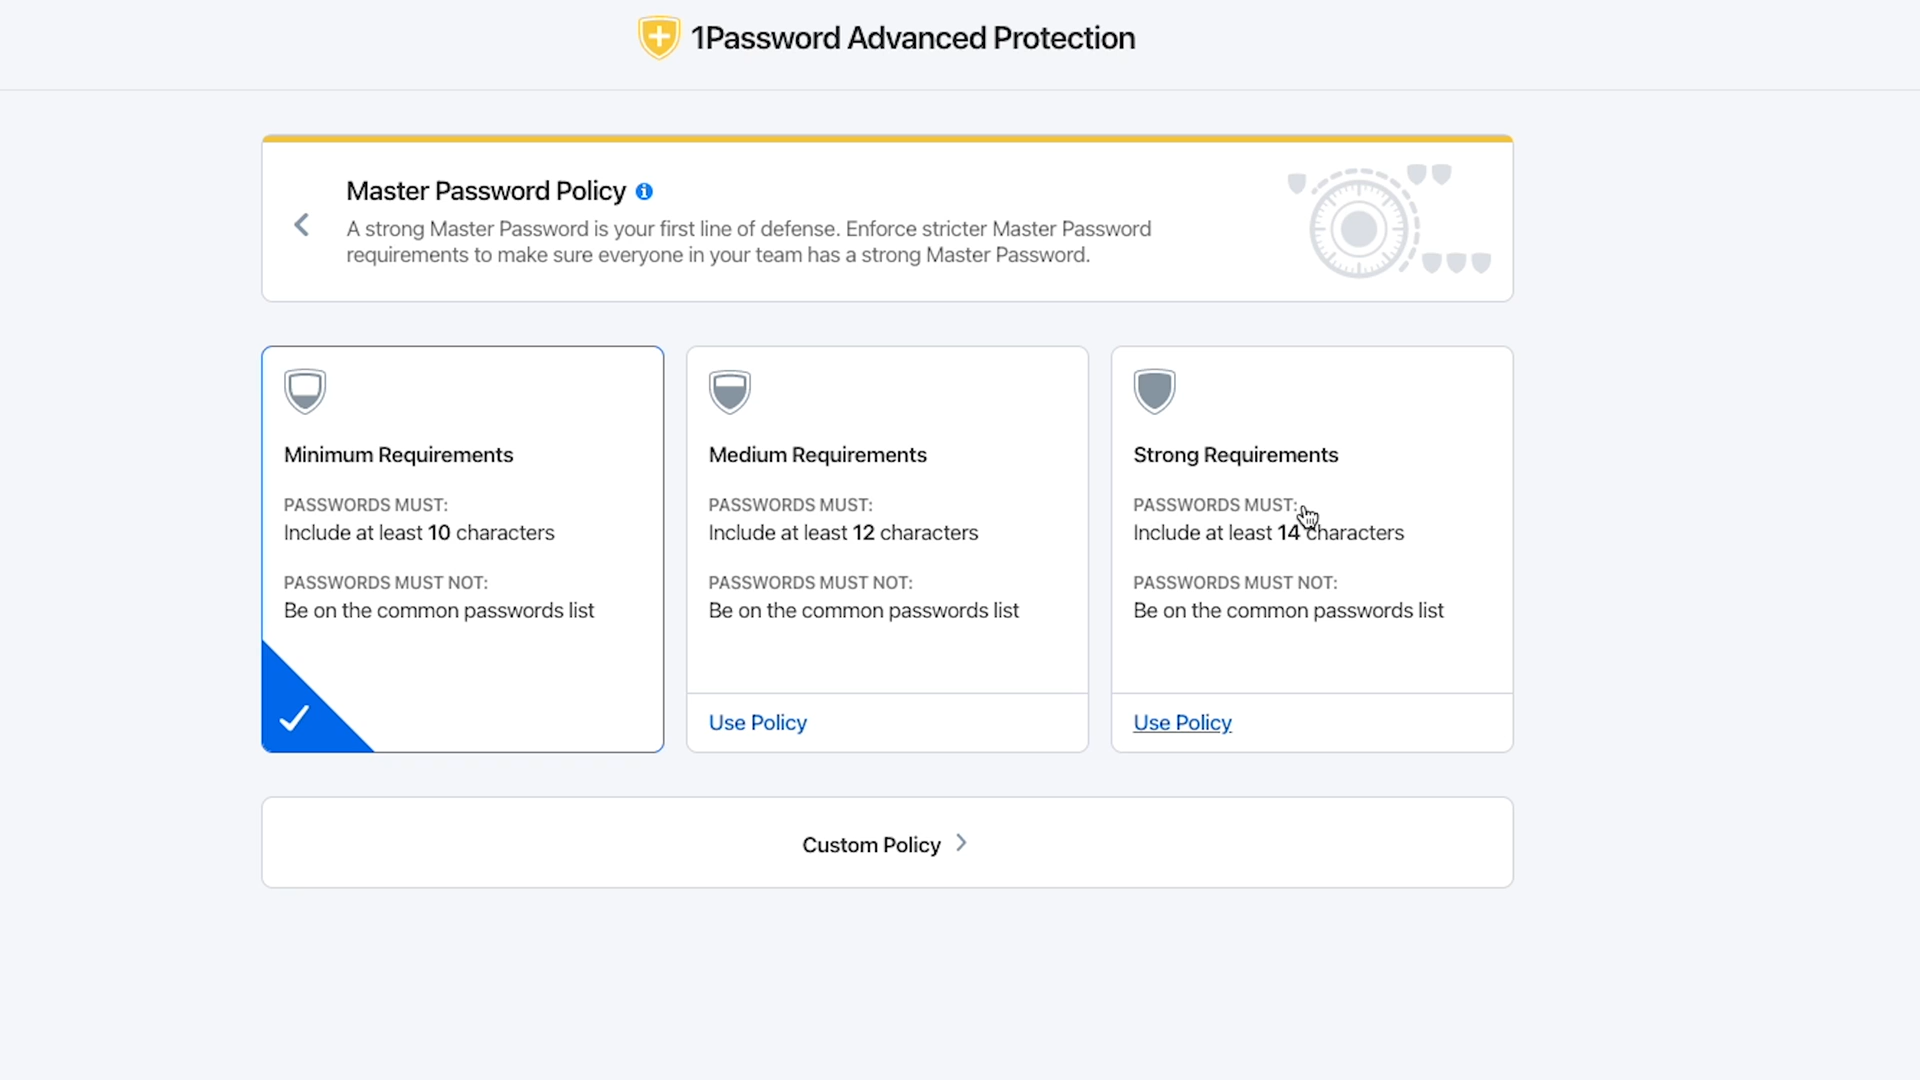 1Password Advanced Protection
Master Password Policy
A strong Master Password is your first line of defense. Enforce stricter Master Password
requirements to make sure everyone in your team has a strong Master Password.
Minimum Requirements
PASSWORDS MUST:
Include at least 10 characters
PASSWORDS MUST NOT:
Be on the common passwords list
Medium Requirements
PASSWORDS MUST:
Include at least 12 characters
PASSWORDS MUST NOT:
Be on the common passwords list
Use Policy
Strong Requirements
PASSWORDS MUST:
Include at least 14 characters
PASSWORDS MUST NOT:
Be on the common passwords list
Use Policy
Custom Policy